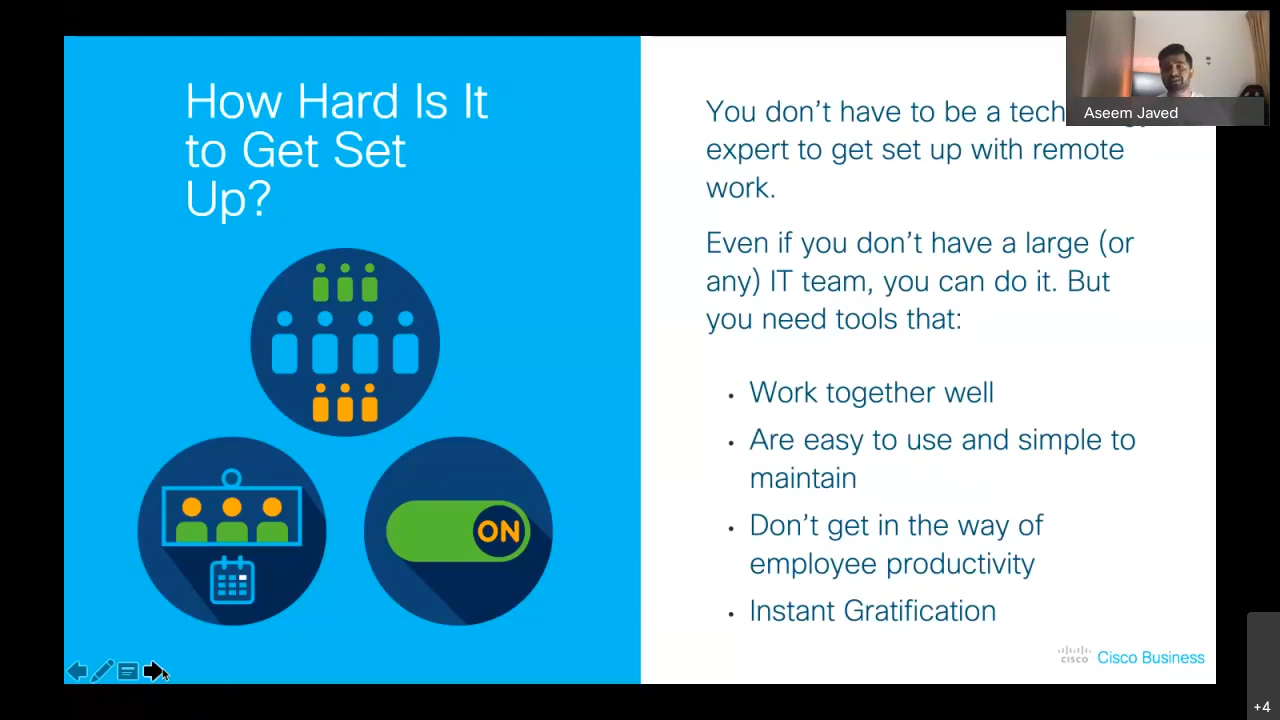 How Hard Is It
to Get Set
Up?
ON
You don't have to be a tech
expert to get set up with remote
work.
Even if you don't have a large (or
any) IT team, you can do it. But
you need tools that:
• Work together well
• Are easy to use and simple to
maintain
• Don't get in the way of
employee productivity
• Instant Gratification
cisco Cisco Business
Aseem Javed
+4